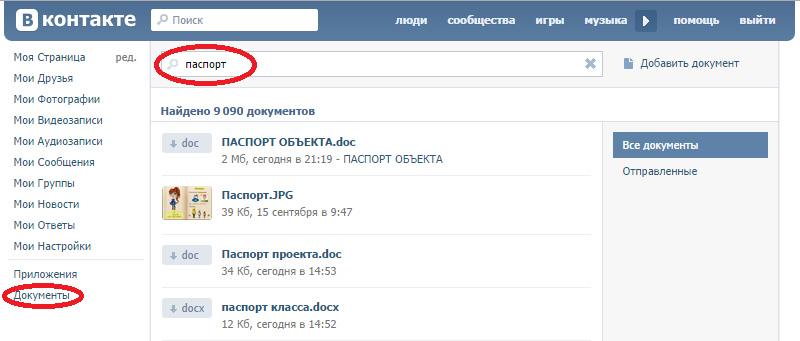 В контакте Поиск люди сообщества игры музыка помощь выйти
Моя Страница ред.
Мои Друзья
Мои Фотографии
Мои Видеозаписи
Мои Аудиозаписи
Мои Сообщения
Мои Группы
Мои Новости
Мои Ответы
Мои Настройки
Приложения
Документы
паспорт Добавить документ
Найдено 9 090 документов
doc ПАСПОРТ ОБЪЕКТА.doc
2 Мб, сегодня в 21:19 - ПАСПОРТ ОБЪЕКТА
Паспорт.JPG
39 Кб, 15 сентября в 9:47
doc Паспорт проекта.doc
34 Кб, сегодня в 14:53
docx паспорт класса.docx
12 Кб, сегодня в 14:52
Все документы
Отправленные